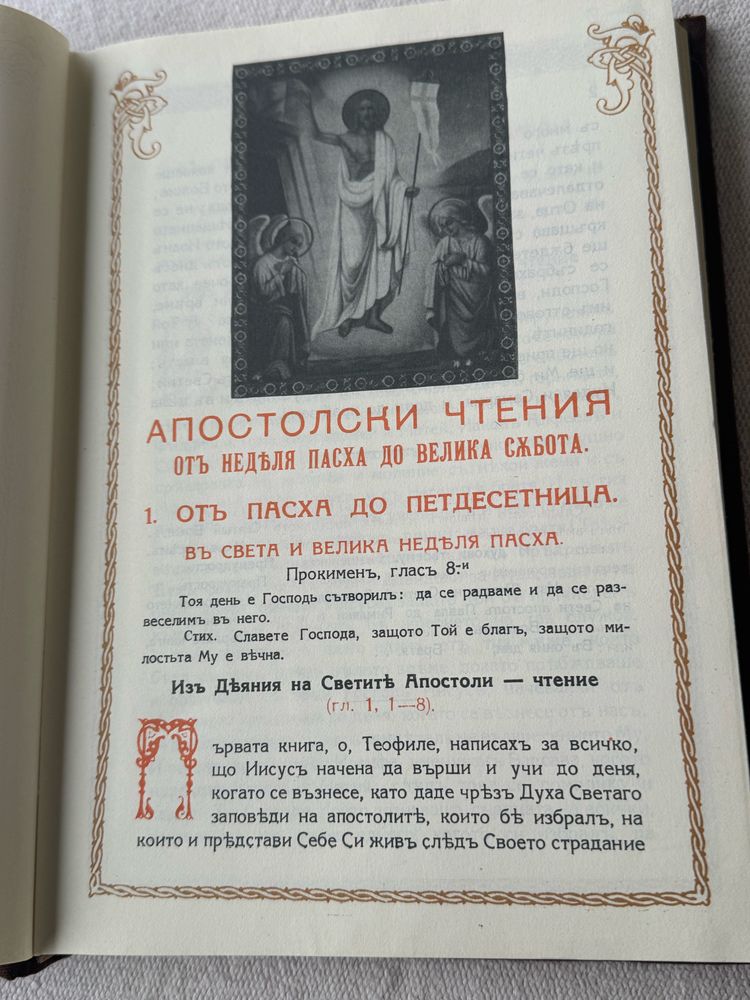 АПОСТОЛСКИ ЧТЕНИЯ
ОТЪ НЕДѢЛЯ ПАСХА ДО ВЕЛИКА СѪБОТА.
1. ОТЪ ПАСХА ДО ПЕТДЕСЕТНИЦА.
ВЪ СВЕТА И ВЕЛИКА НЕДѢЛЯ ПАСХА.
Прокименъ, гласъ 8-и
Тоя день е Господь сътворилъ: да се радваме и да се раз-
веселимъ въ него.
Стих. Славете Господа, защото Той е благъ, защото ми-
лостьта Му е вѣчна.
Изъ Дѣяния на Светитѣ Апостоли — чтение
(гл. 1, 1—8).
Първата книга, о, Теофиле, написахъ за всичко,
що Иисусъ начена да върши и учи до деня,
когато се възнесе, като даде чрѣзъ Духа Светаго
заповѣди на апостолитѣ, които бѣ избралъ, на
които и прѣдстави Себе Си живъ слѣдъ Своето страдание